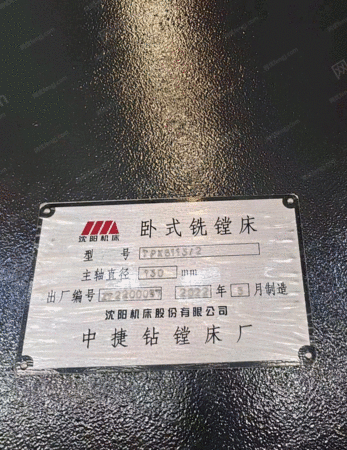 沈阳机床
卧式铣镗床
型 号 TPX6113/2
主轴直径 130 mm
出厂编号 2022 年 3 月制造
沈阳机床股份有限公司
中捷钻镗床厂